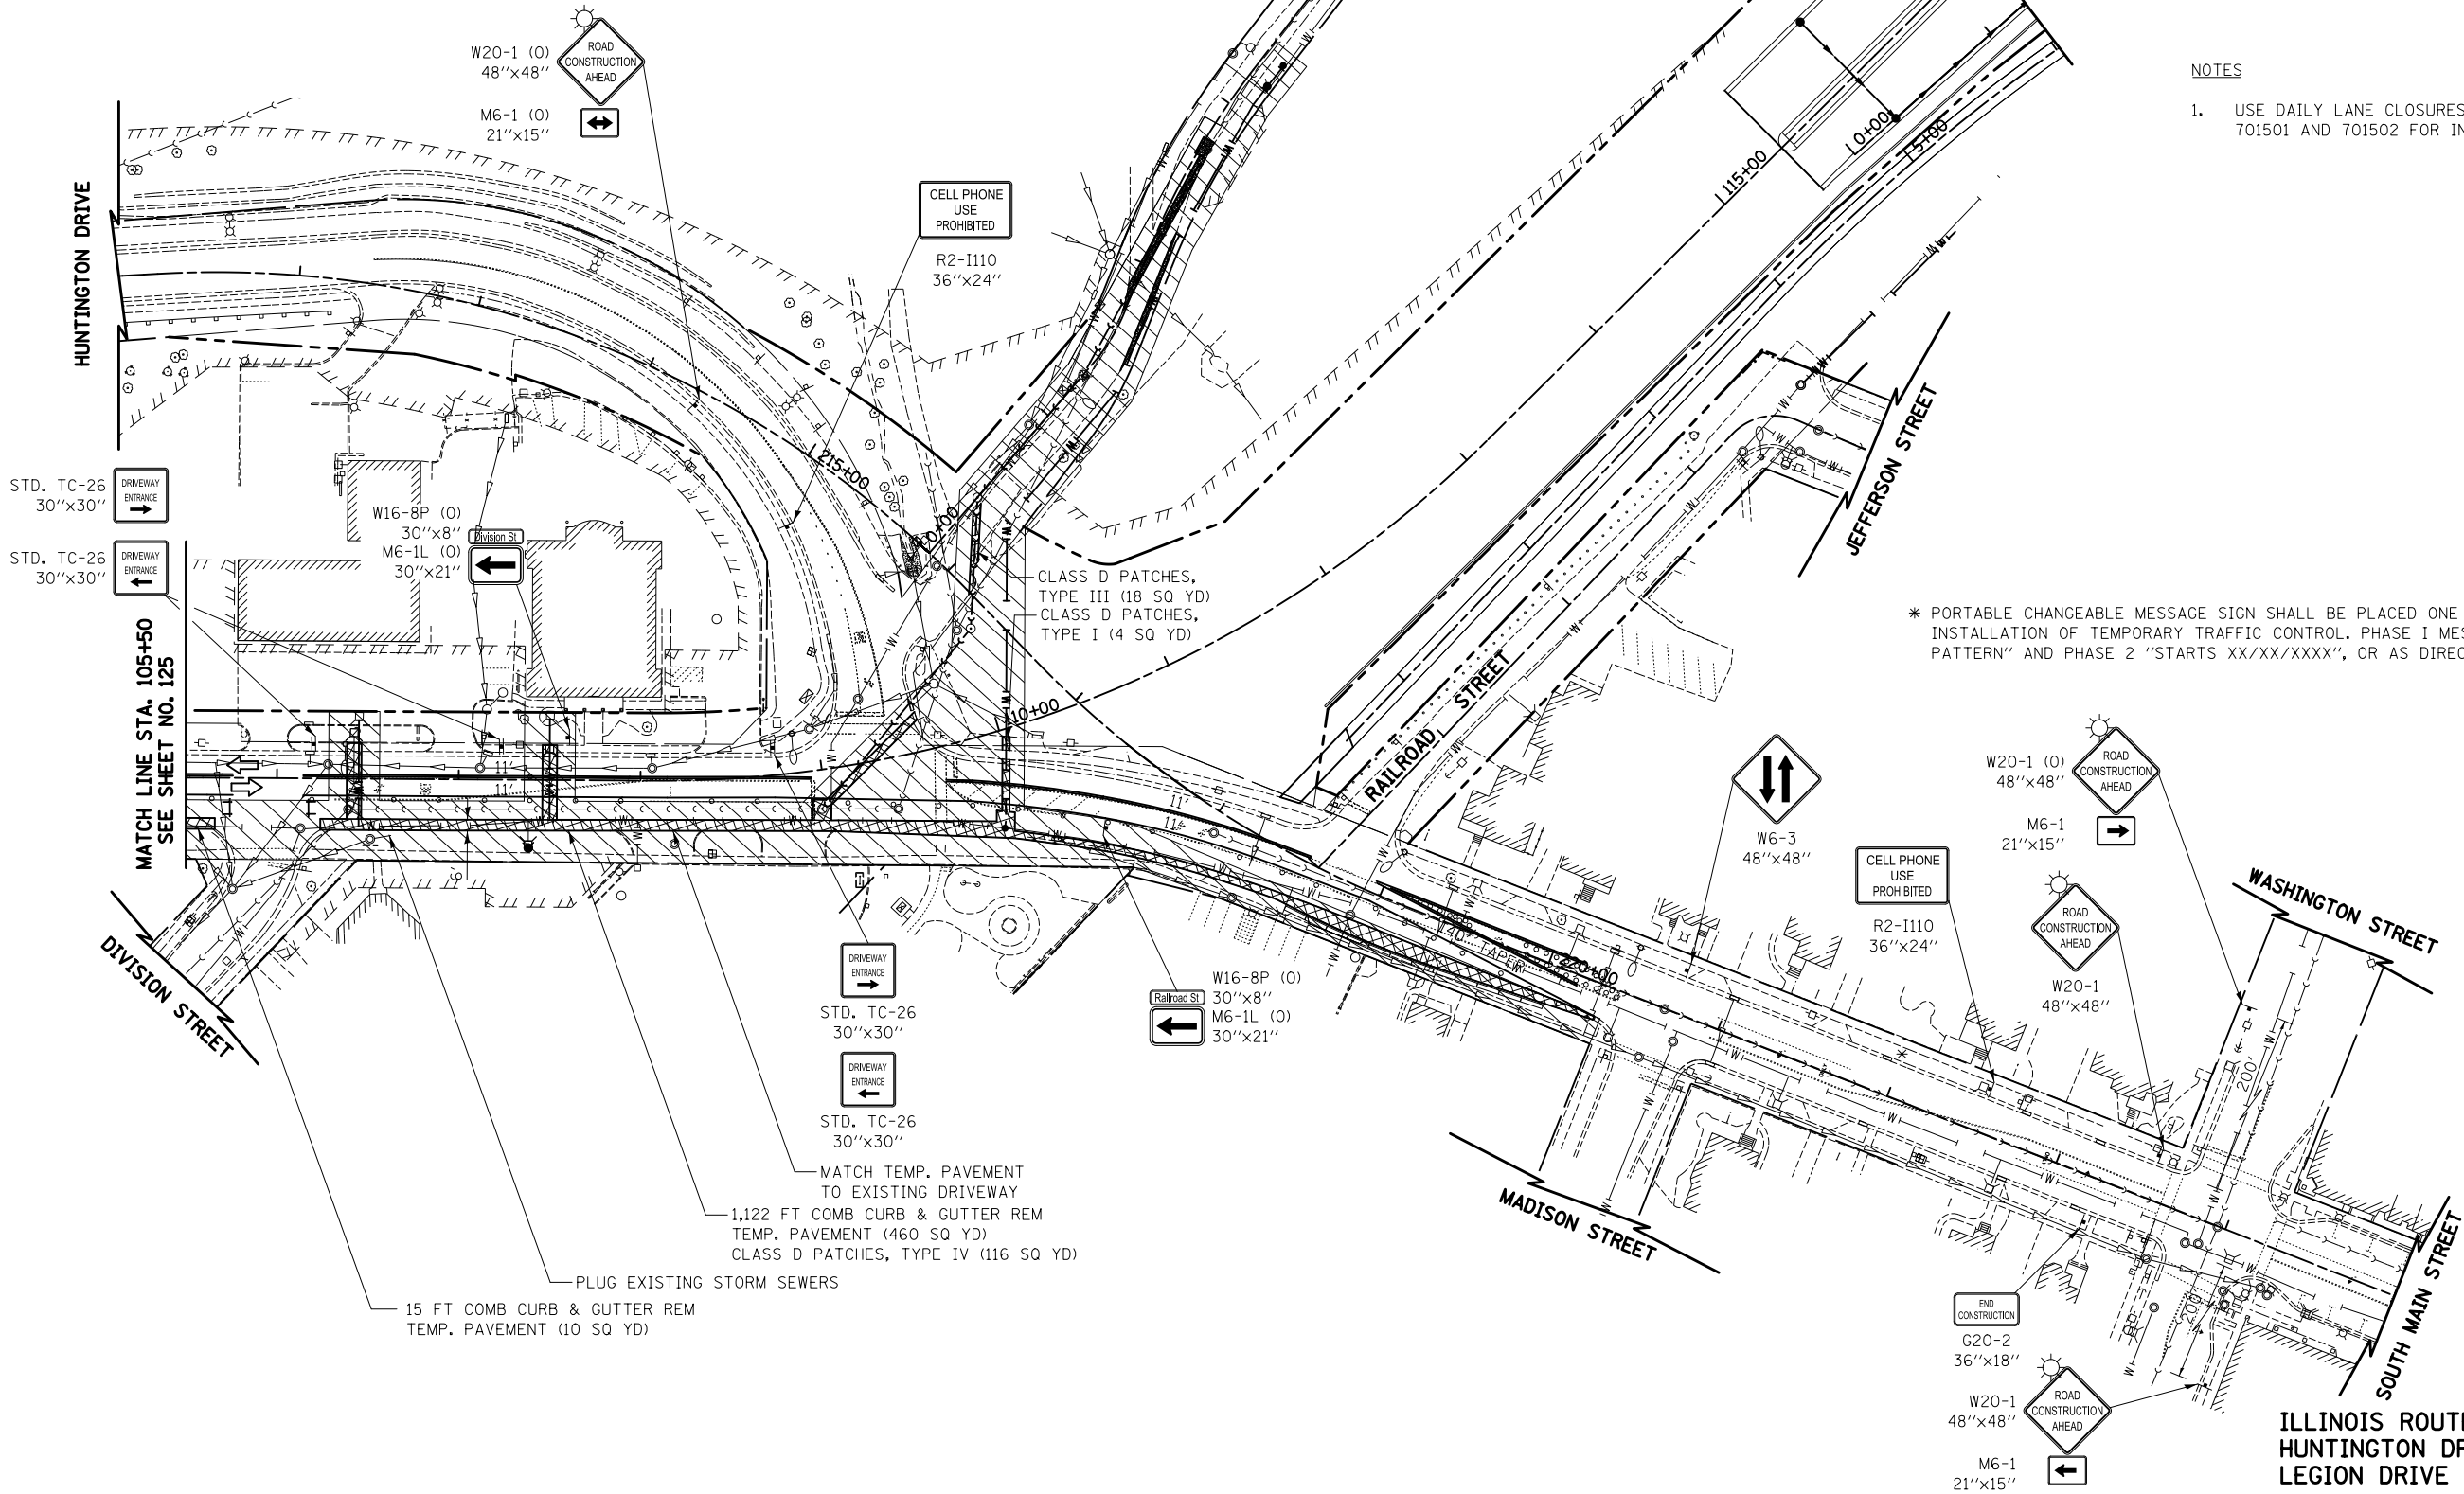 W20-1 (O)
48"x48"
ROAD
CONSTRUCTION
AHEAD
M6-1 (O)
21"x15"
NOTES
1. USE DAILY LANE CLOSURES
701501 AND 701502 FOR IN
HUNTINGTON DRIVE
CELL PHONE
USE
PROHIBITED
R2-I110
36"x24"
115+00
L0+00
L5+00
JEFFERSON STREET
STD. TC-26
30"x30"
DRIVEWAY
ENTRANCE
STD. TC-26
30"x30"
DRIVEWAY
ENTRANCE
W16-8P (O)
30"x8"
M6-1L (O)
30"x21"
Division St
215+00
CLASS D PATCHES,
TYPE III (18 SQ YD)
CLASS D PATCHES,
TYPE I (4 SQ YD)
MATCH LINE STA. 105+50
SEE SHEET NO. 125
110+00
11'
11'
11'
11'
RAILROAD STREET
* PORTABLE CHANGEABLE MESSAGE SIGN SHALL BE PLACED ONE
INSTALLATION OF TEMPORARY TRAFFIC CONTROL. PHASE I MES
PATTERN" AND PHASE 2 "STARTS XX/XX/XXXX", OR AS DIREC
W6-3
48"x48"
W20-1 (O)
48"x48"
ROAD
CONSTRUCTION
AHEAD
M6-1
21"x15"
CELL PHONE
USE
PROHIBITED
R2-I110
36"x24"
ROAD
CONSTRUCTION
AHEAD
W20-1
48"x48"
WASHINGTON STREET
DIVISION STREET
DRIVEWAY
ENTRANCE
STD. TC-26
30"x30"
DRIVEWAY
ENTRANCE
STD. TC-26
30"x30"
Railroad St
W16-8P (O)
30"x8"
M6-1L (O)
30"x21"
140' TAPER
220+00
*
200'
200'
MATCH TEMP. PAVEMENT
TO EXISTING DRIVEWAY
1,122 FT COMB CURB & GUTTER REM
TEMP. PAVEMENT (460 SQ YD)
CLASS D PATCHES, TYPE IV (116 SQ YD)
PLUG EXISTING STORM SEWERS
15 FT COMB CURB & GUTTER REM
TEMP. PAVEMENT (10 SQ YD)
MADISON STREET
END
CONSTRUCTION
G20-2
36"x18"
W20-1
48"x48"
ROAD
CONSTRUCTION
AHEAD
M6-1
21"x15"
SOUTH MAIN STREET
ILLINOIS ROUT
HUNTINGTON DR
LEGION DRIVE